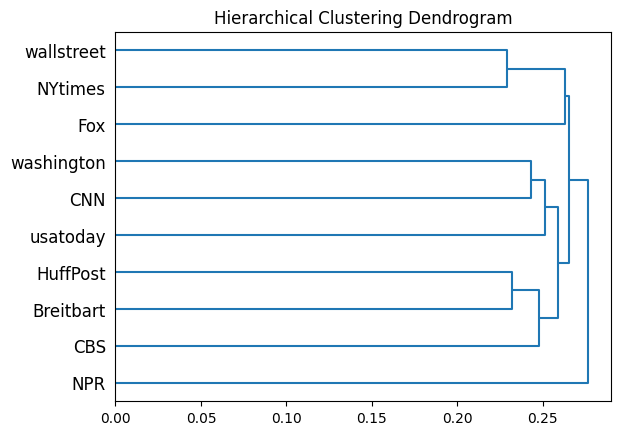 Hierarchical Clustering Dendrogram
wallstreet
NYtimes
Fox
washington
CNN
usatoday
HuffPost
Breitbart
CBS
NPR
0.00 0.05 0.10 0.15 0.20 0.25